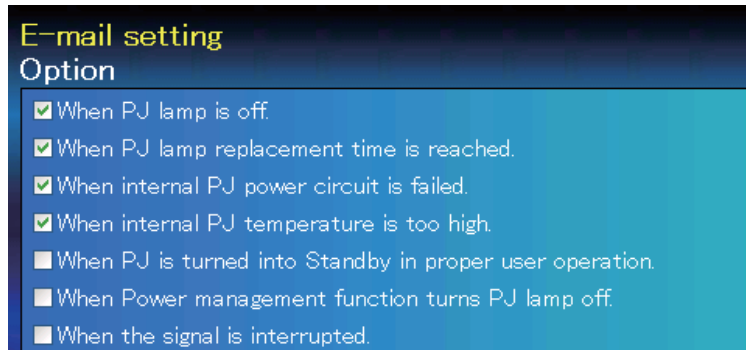 E-mail setting
Option
When PJ lamp is off.
When PJ lamp replacement time is reached.
When internal PJ power circuit is failed.
When internal PJ temperature is too high.
When PJ is turned into Standby in proper user operation.
When Power management function turns PJ lamp off.
When the signal is interrupted.